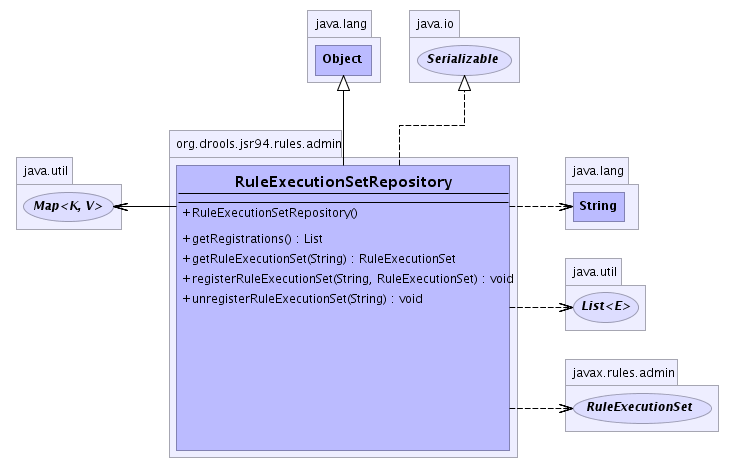 java.lang
Object
java.io
Serializable
org.drools.jsr94.rules.admin
RuleExecutionSetRepository
+ RuleExecutionSetRepository()
+ getRegistrations() : List
+ getRuleExecutionSet(String) : RuleExecutionSet
+ registerRuleExecutionSet(String, RuleExecutionSet) : void
+ unregisterRuleExecutionSet(String) : void
java.util
Map<K, V>
java.lang
String
java.util
List<E>
javax.rules.admin
RuleExecutionSet